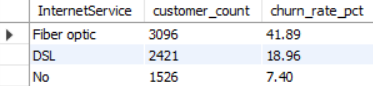 InternetService customer_count churn_rate_pct
Fiber optic 3096 41.89
DSL 2421 18.96
No 1526 7.40